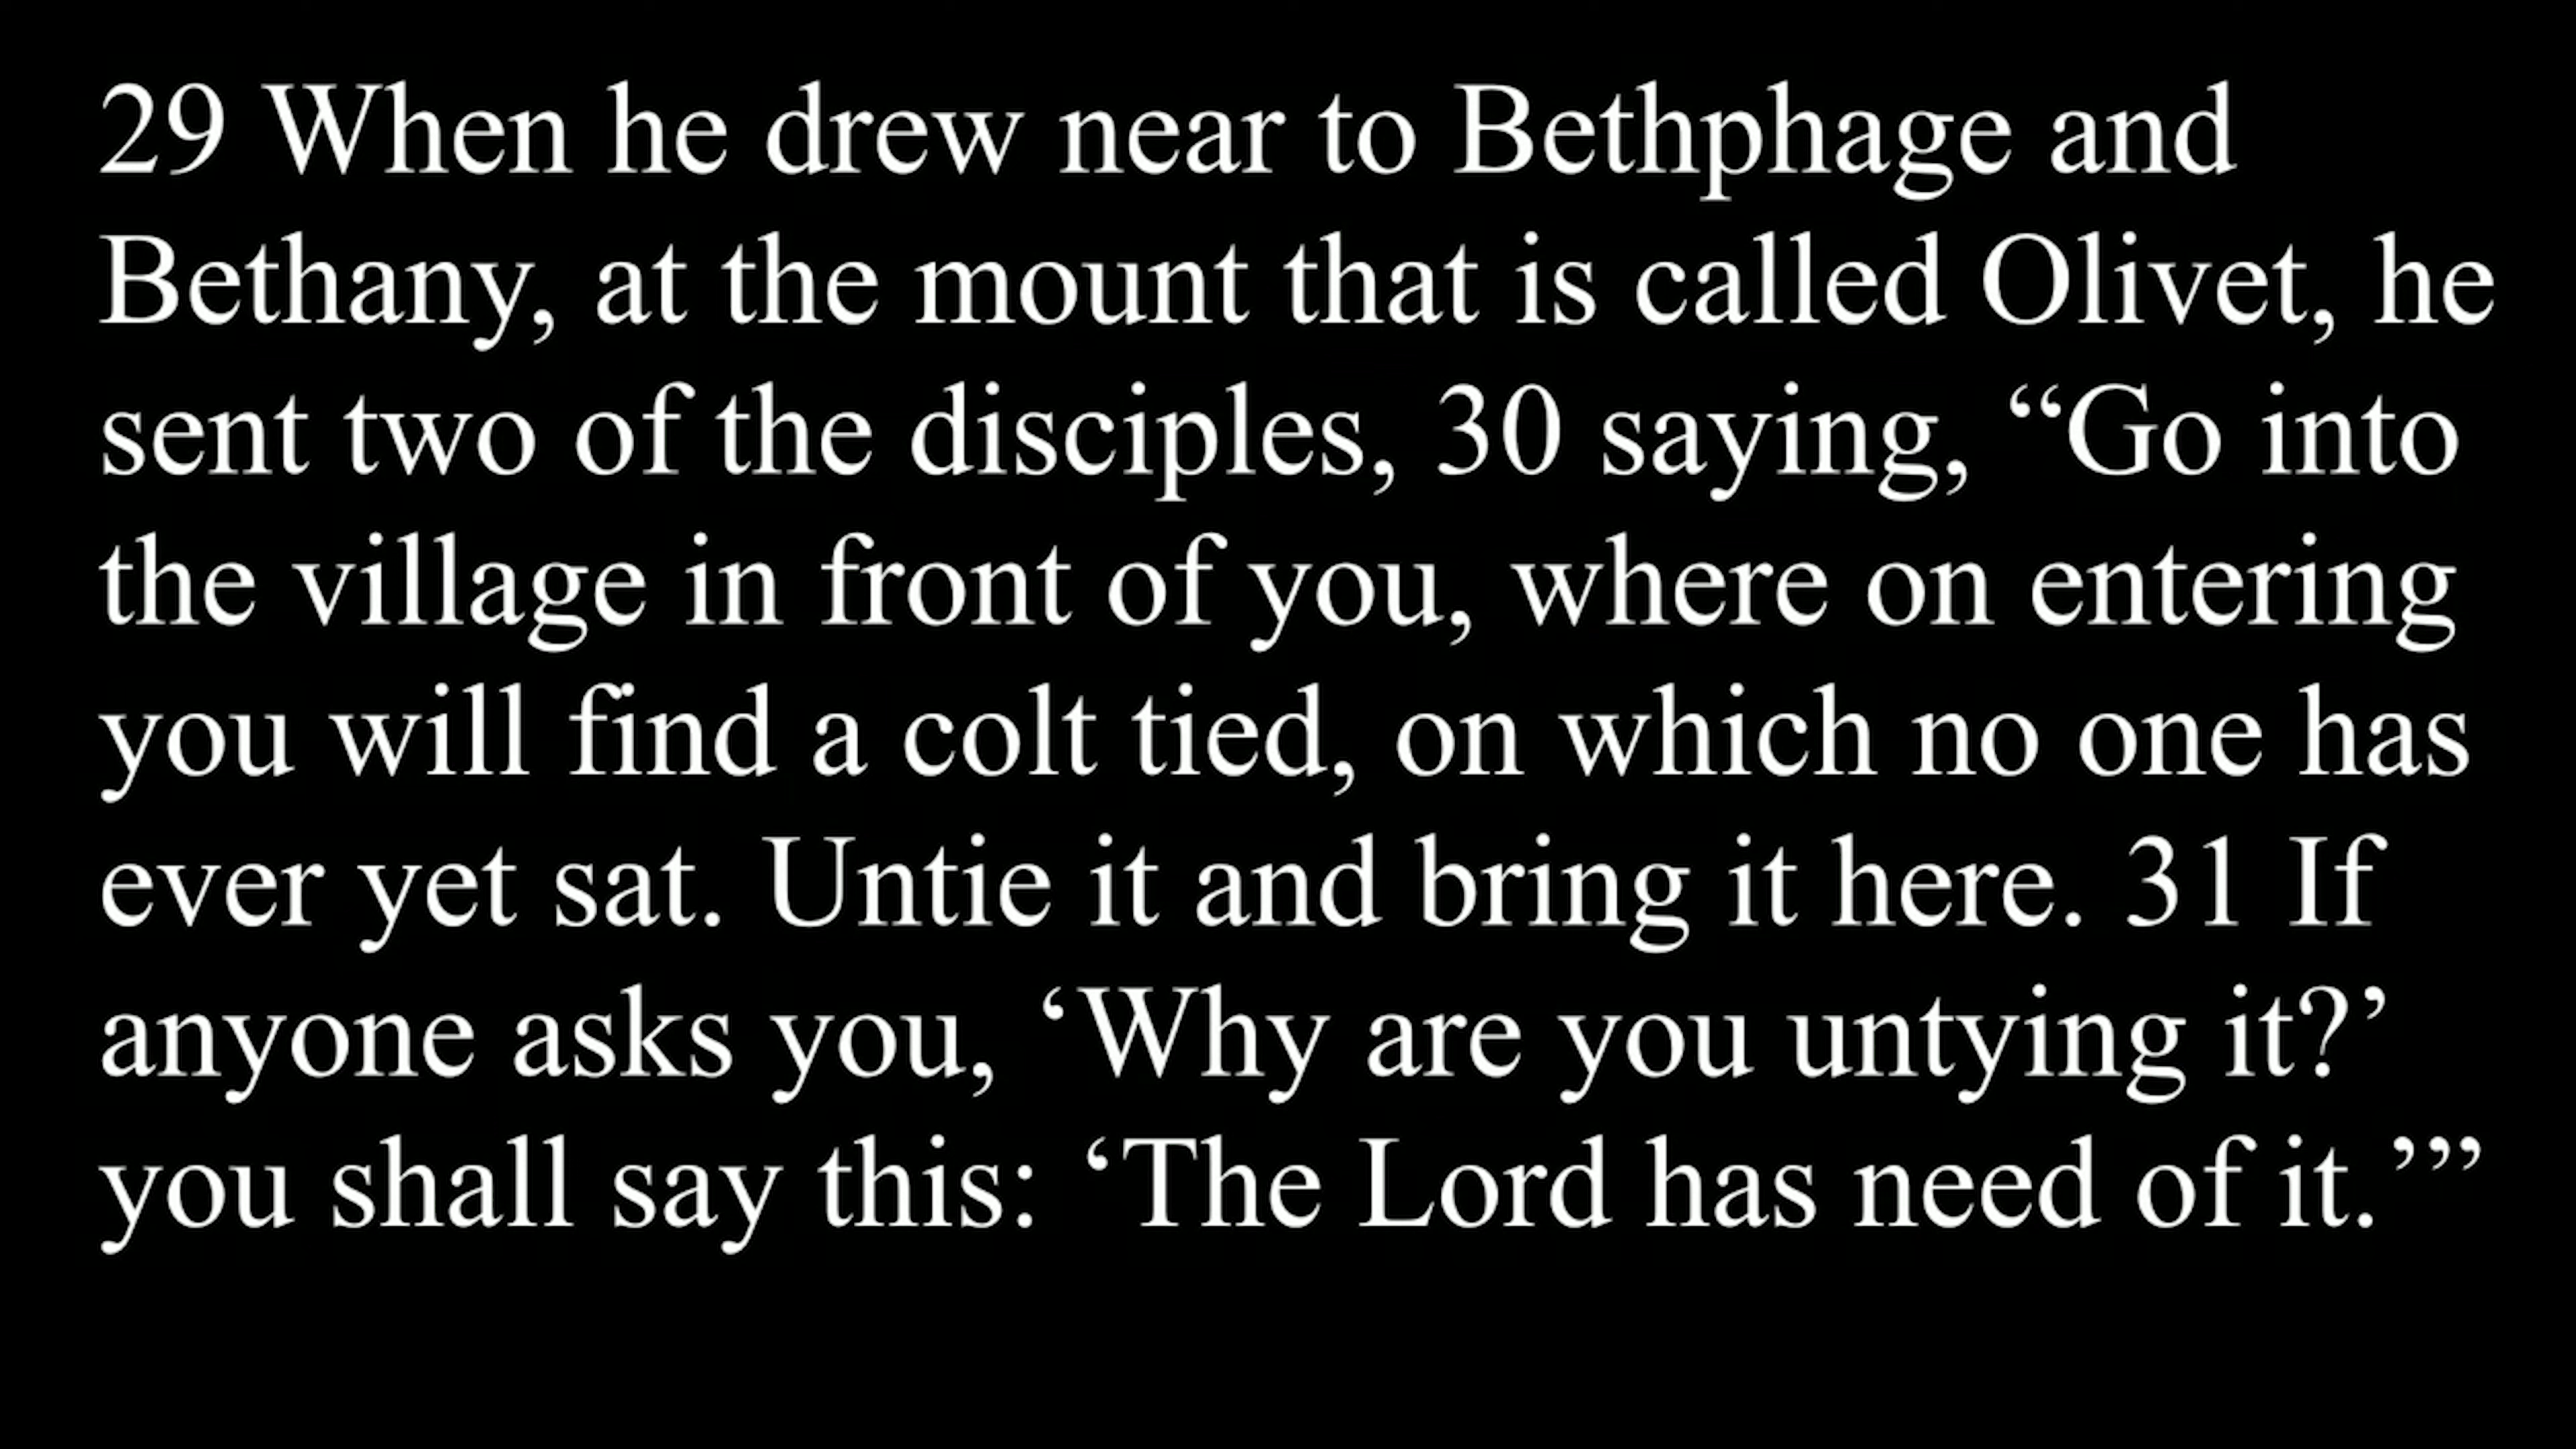 29 When he drew near to Bethphage and
Bethany, at the mount that is called Olivet, he
sent two of the disciples, 30 saying, “Go into
the village in front of you, where on entering
you will find a colt tied, on which no one has
ever yet sat. Untie it and bring it here. 31 If
anyone asks you, ‘Why are you untying it?’
you shall say this: ‘The Lord has need of it.’”